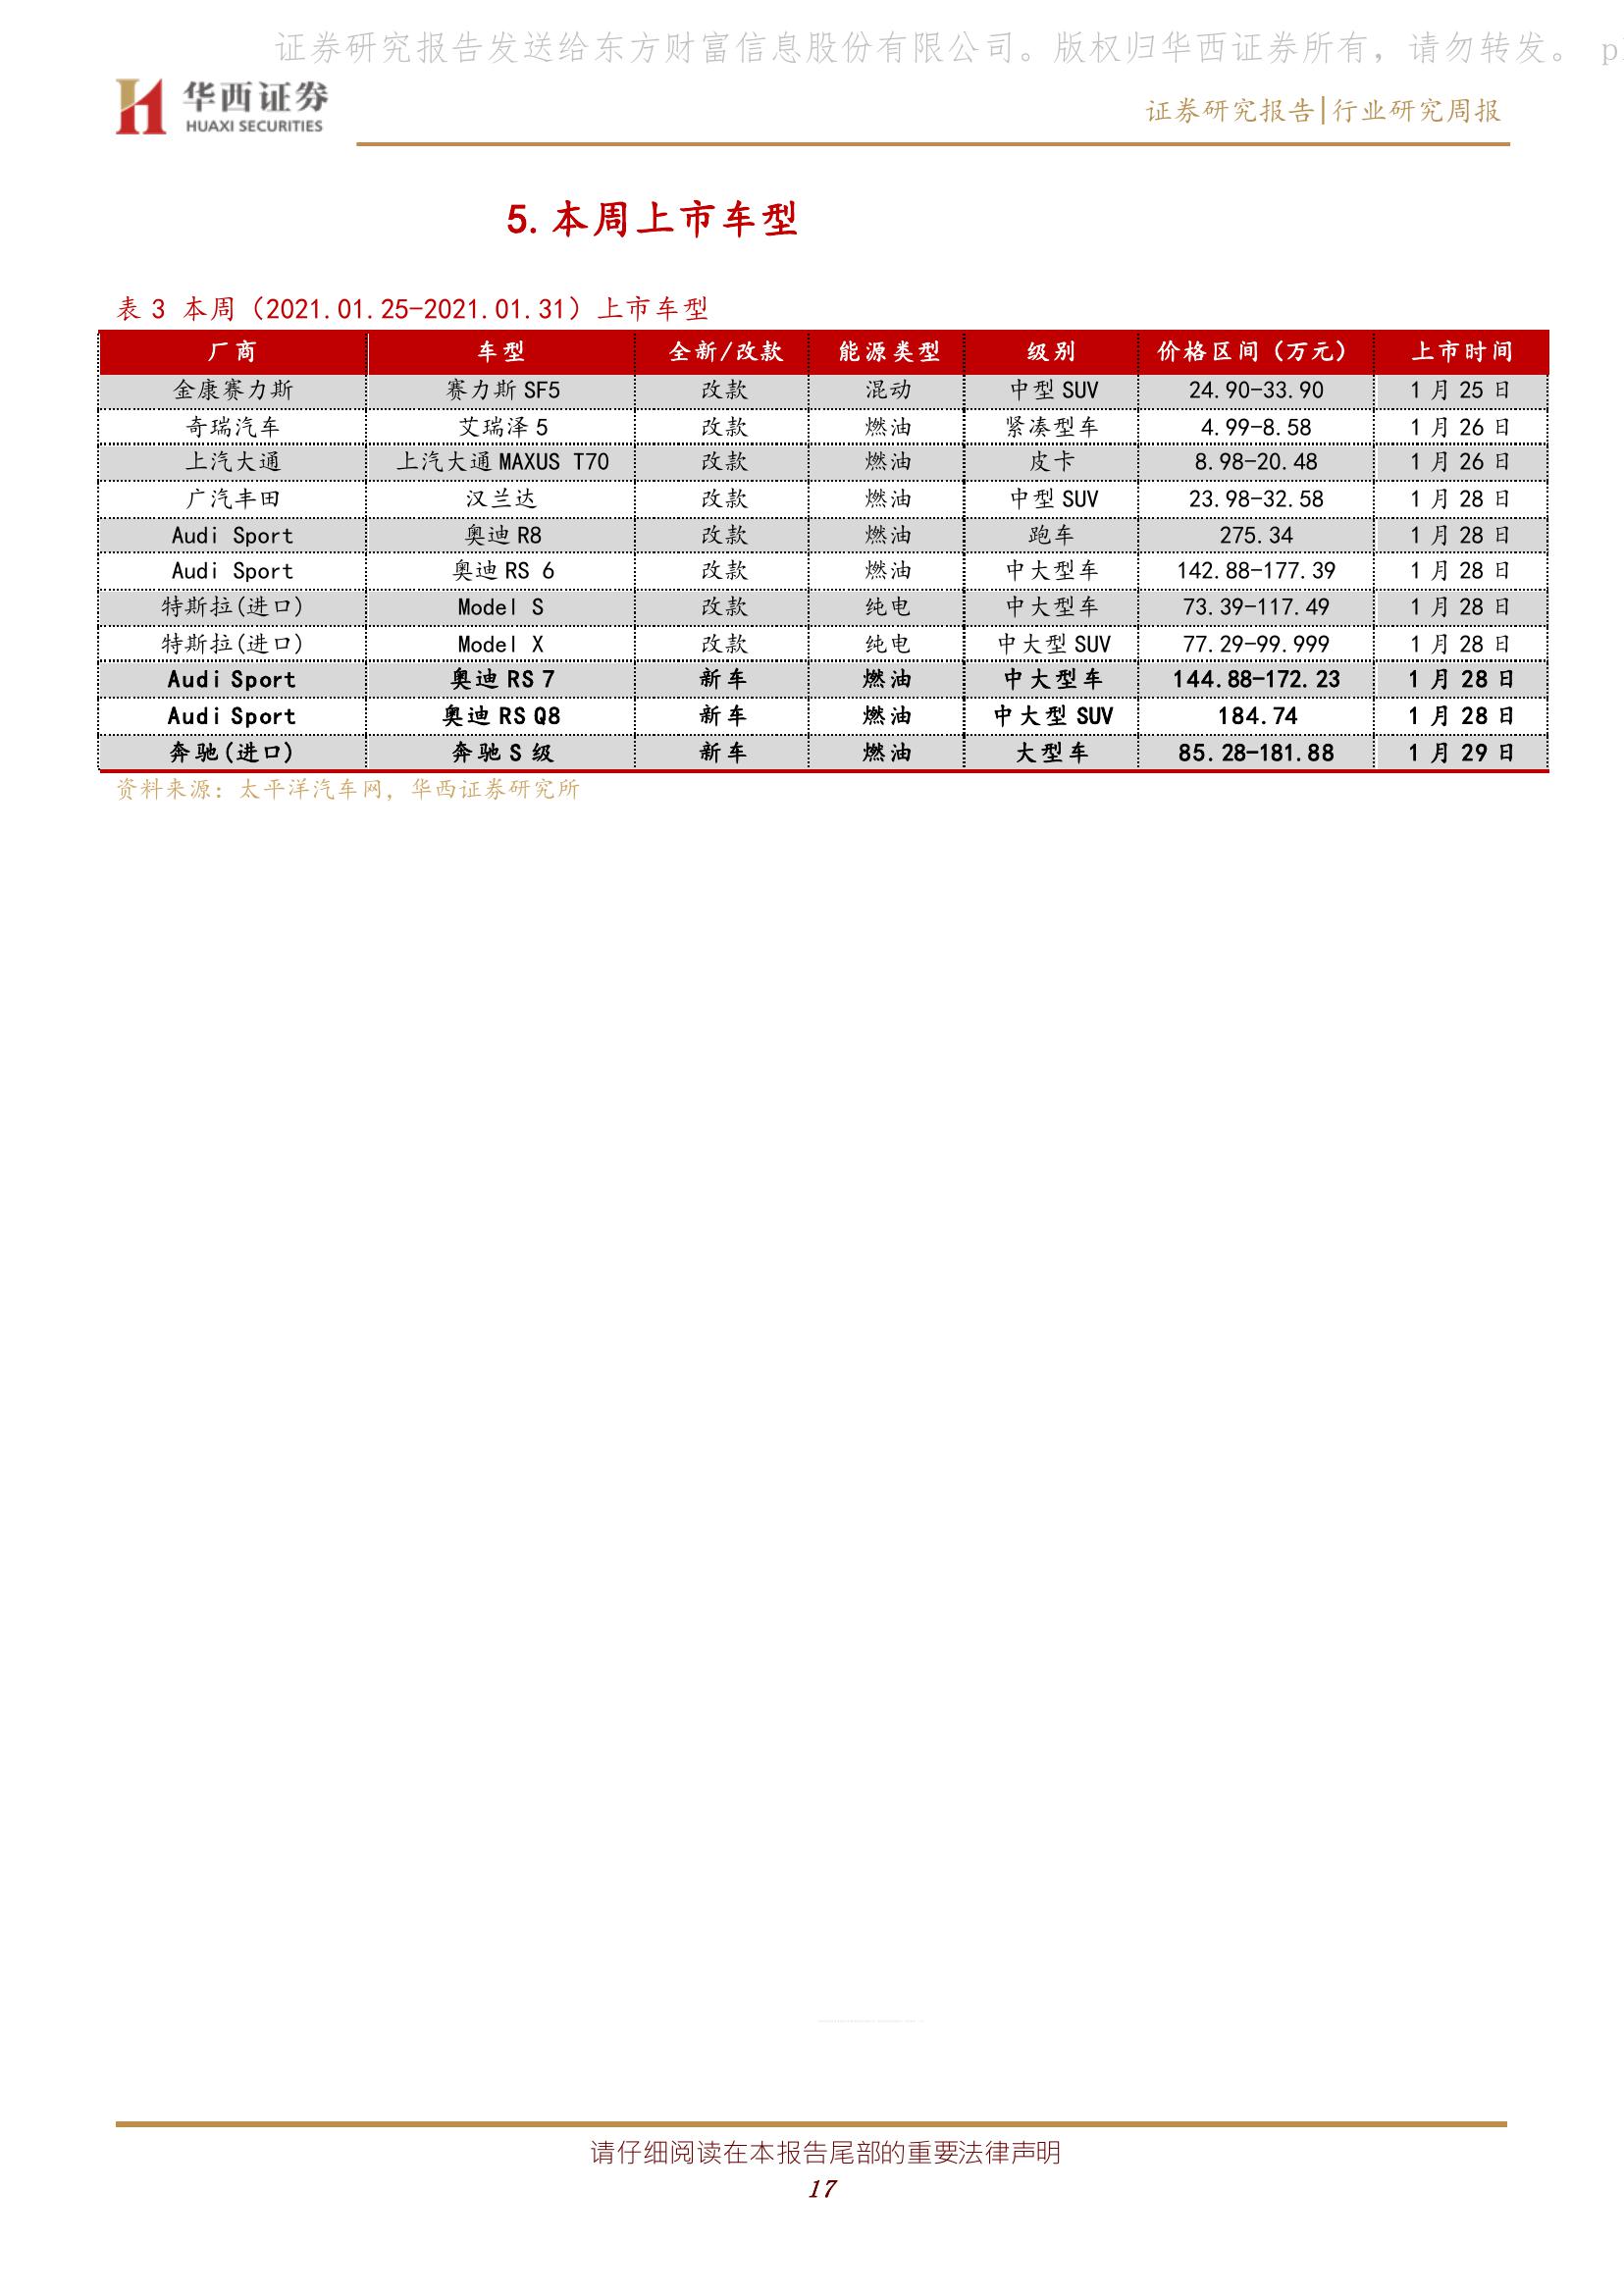 证券研究报告发送给东方财富信息股份有限公司。版权归华西证券所有，请勿转发。 p
华西证券
HUAXI SECURITIES
证券研究报告|行业研究周报
5.本周上市车型
表 3 本周（2021.01.25-2021.01.31）上市车型
厂商 车型 全新/改款 能源类型 级别 价格区间（万元） 上市时间
金康赛力斯 赛力斯 SF5 改款 混动 中型 SUV 24.90-33.90 1 月 25 日
奇瑞汽车 艾瑞泽 5 改款 燃油 紧凑型车 4.99-8.58 1 月 26 日
上汽大通 上汽大通 MAXUS T70 改款 燃油 皮卡 8.98-20.48 1 月 26 日
广汽丰田 汉兰达 改款 燃油 中型 SUV 23.98-32.58 1 月 28 日
Audi Sport 奥迪 R8 改款 燃油 跑车 275.34 1 月 28 日
Audi Sport 奥迪 RS 6 改款 燃油 中大型车 142.88-177.39 1 月 28 日
特斯拉(进口) Model S 改款 纯电 中大型车 73.39-117.49 1 月 28 日
特斯拉(进口) Model X 改款 纯电 中大型 SUV 77.29-99.999 1 月 28 日
Audi Sport 奥迪 RS 7 新车 燃油 中大型车 144.88-172.23 1 月 28 日
Audi Sport 奥迪 RS Q8 新车 燃油 中大型 SUV 184.74 1 月 28 日
奔驰(进口) 奔驰 S 级 新车 燃油 大型车 85.28-181.88 1 月 29 日
资料来源：太平洋汽车网，华西证券研究所
请仔细阅读在本报告尾部的重要法律声明
17